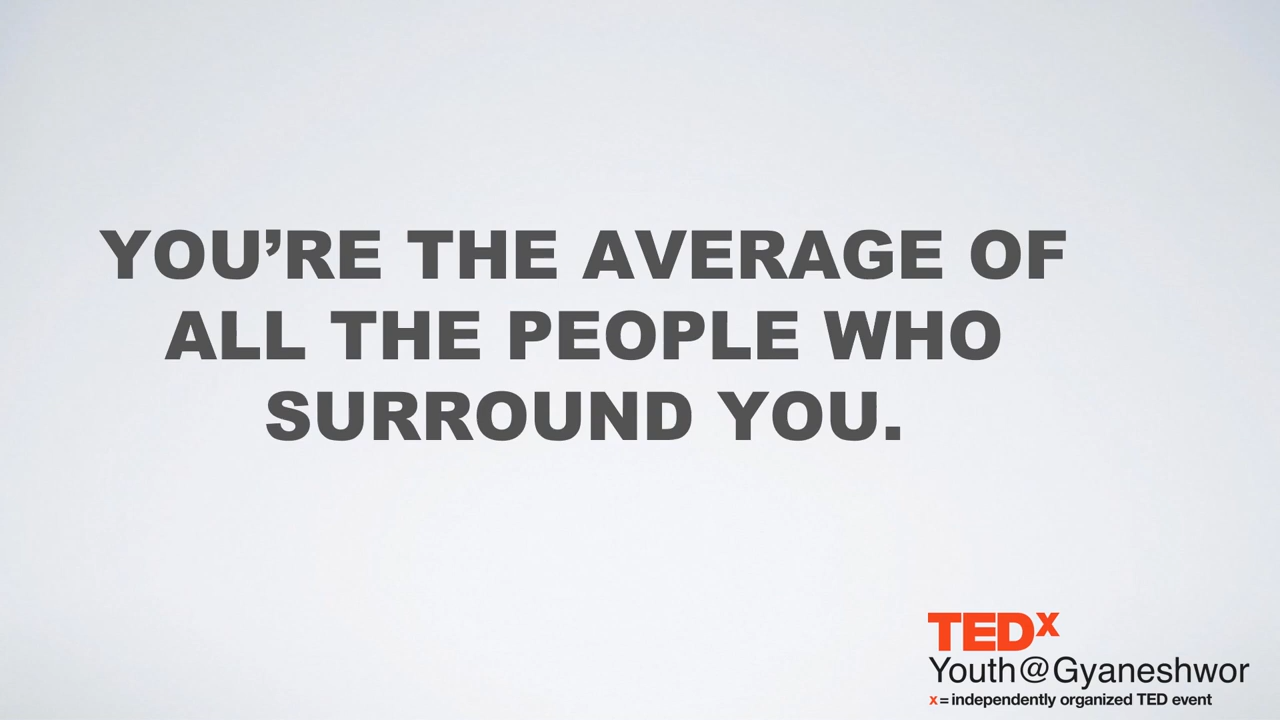 YOU’RE THE AVERAGE OF
ALL THE PEOPLE WHO
SURROUND YOU.
TEDx
Youth@Gyaneshwor
x=independently organized TED event